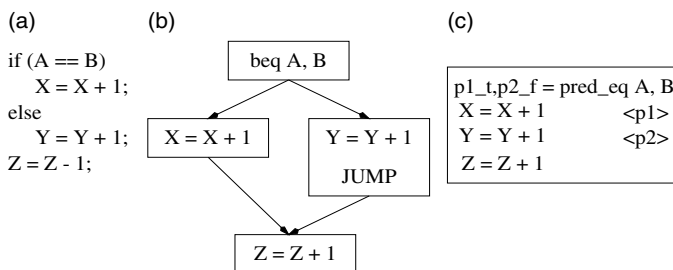 (a)
if (A == B)
X = X + 1;
else
Y = Y + 1;
Z = Z - 1;
(b)
beq A, B
X = X + 1
Y = Y + 1
JUMP
Z = Z + 1
(c)
p1_t,p2_f = pred_eq A, B
X = X + 1 <p1>
Y = Y + 1 <p2>
Z = Z + 1